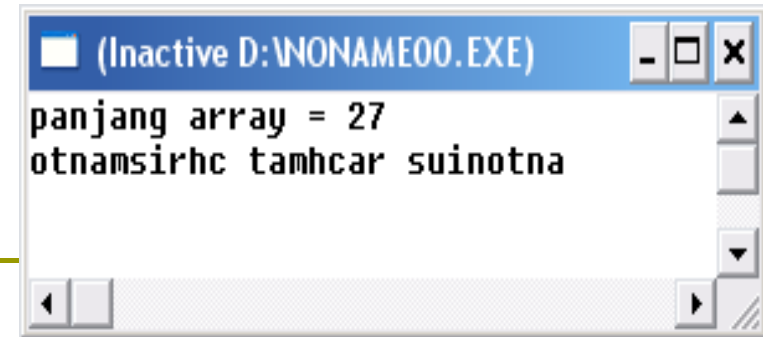 (Inactive D:\NONAME00.EXE)
panjang array = 27
otnamsirhc tamhcar suinotna